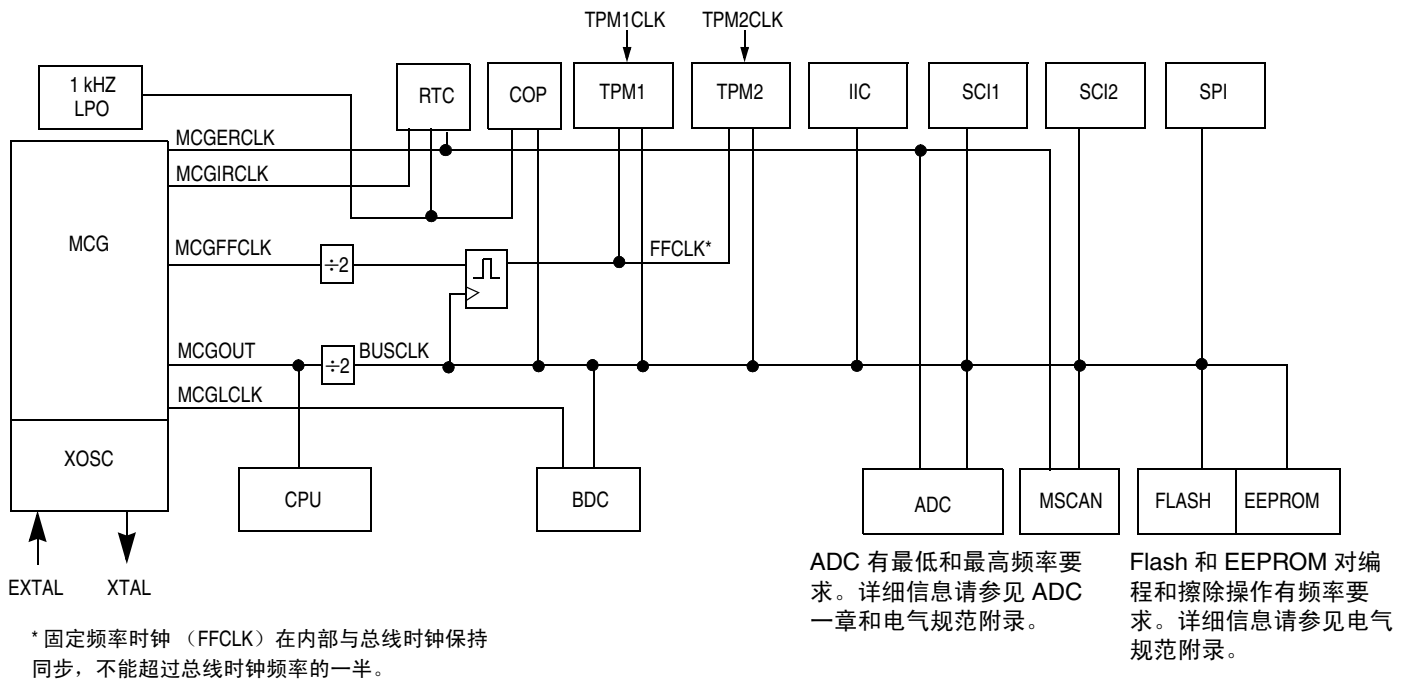 TPM1CLK TPM2CLK
1 kHZ
LPO
RTC COP TPM1 TPM2 IIC SCI1 SCI2 SPI
MCGERCLK
MCGIRCLK
MCG
MCGFFCLK
÷2
FFCLK*
MCGOUT
÷2
BUSCLK
MCGLCLK
XOSC
CPU BDC ADC MSCAN FLASH EEPROM
EXTAL XTAL
ADC 有最低和最高频率要
求。详细信息请参见 ADC
一章和电气规范附录。
Flash 和 EEPROM 对编
程和擦除操作有频率要
求。详细信息请参见电气
规范附录。
* 固定频率时钟 （FFCLK）在内部与总线时钟保持
同步，不能超过总线时钟频率的一半。